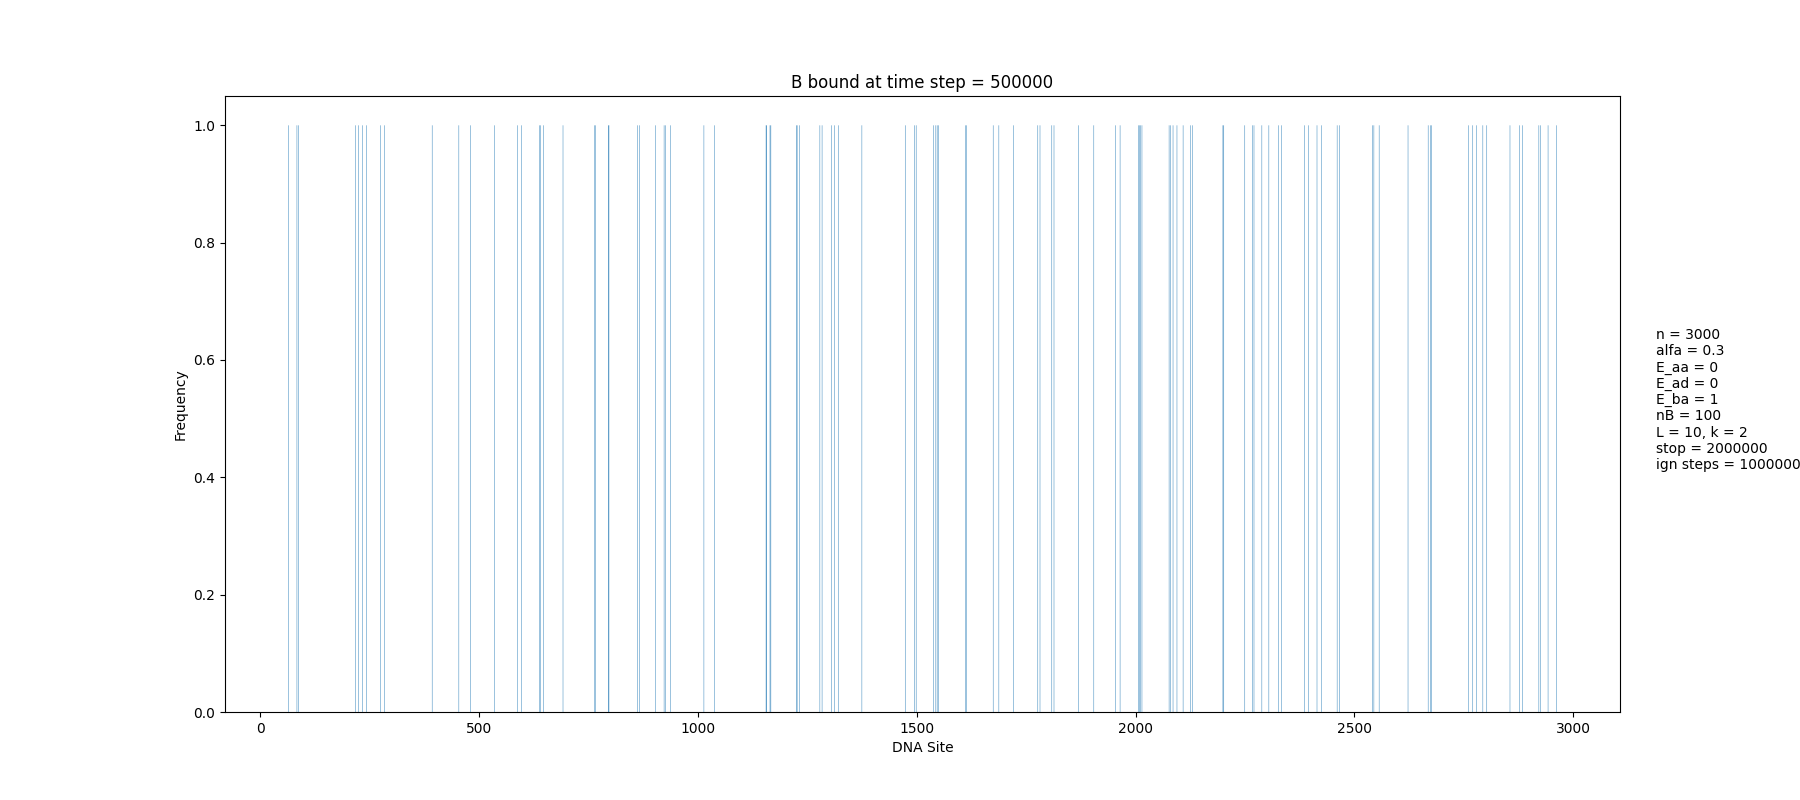 B bound at time step = 500000
1.0
0.8
0.6
0.4
0.2
0.0
Frequency
0 500 1000 1500 2000 2500 3000
DNA Site
n = 3000
alfa = 0.3
E_aa = 0
E_ad = 0
E_ba = 1
nB = 100
L = 10, k = 2
stop = 2000000
ign steps = 1000000